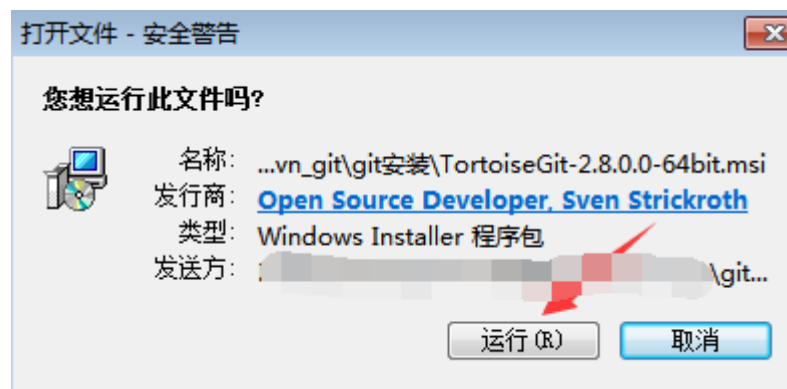 打开文件 - 安全警告
您想运行此文件吗?
名称: ...vn_git\git安装\TortoiseGit-2.8.0.0-64bit.msi
发行商: Open Source Developer, Sven Strickroth
类型: Windows Installer 程序包
发送方: \git...
运行(R) 取消